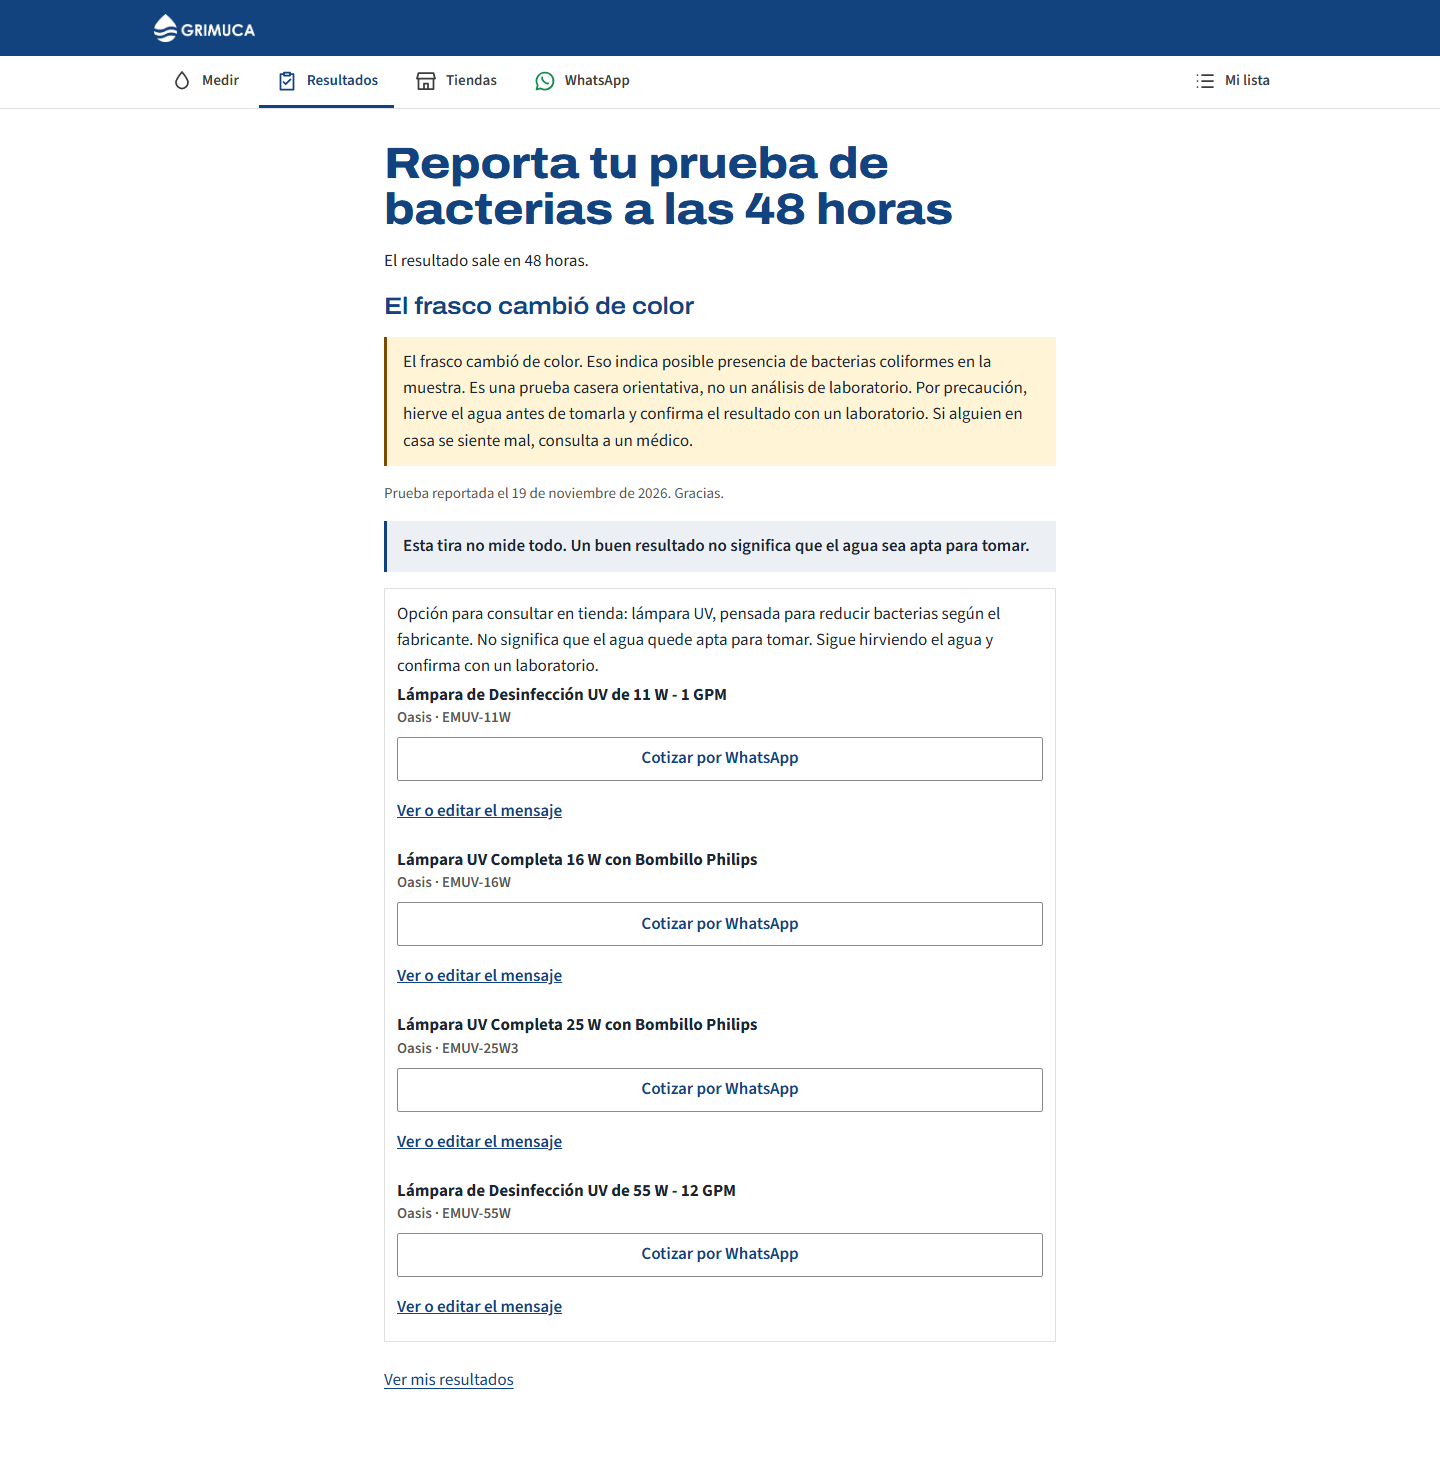 GRIMUCA
Medir
Resultados
Tiendas
WhatsApp
Mi lista
Reporta tu prueba de
bacterias a las 48 horas
El resultado sale en 48 horas.
El frasco cambió de color
El frasco cambió de color. Eso indica posible presencia de bacterias coliformes en la
muestra. Es una prueba casera orientativa, no un análisis de laboratorio. Por precaución,
hierve el agua antes de tomarla y confirma el resultado con un laboratorio. Si alguien en
casa se siente mal, consulta a un médico.
Prueba reportada el 19 de noviembre de 2026. Gracias.
Esta tira no mide todo. Un buen resultado no significa que el agua sea apta para tomar.
Opción para consultar en tienda: lámpara UV, pensada para reducir bacterias según el
fabricante. No significa que el agua quede apta para tomar. Sigue hirviendo el agua y
confirma con un laboratorio.
Lámpara de Desinfección UV de 11 W - 1 GPM
Oasis · EMUV-11W
Cotizar por WhatsApp
Ver o editar el mensaje
Lámpara UV Completa 16 W con Bombillo Philips
Oasis · EMUV-16W
Cotizar por WhatsApp
Ver o editar el mensaje
Lámpara UV Completa 25 W con Bombillo Philips
Oasis · EMUV-25W3
Cotizar por WhatsApp
Ver o editar el mensaje
Lámpara de Desinfección UV de 55 W - 12 GPM
Oasis · EMUV-55W
Cotizar por WhatsApp
Ver o editar el mensaje
Ver mis resultados